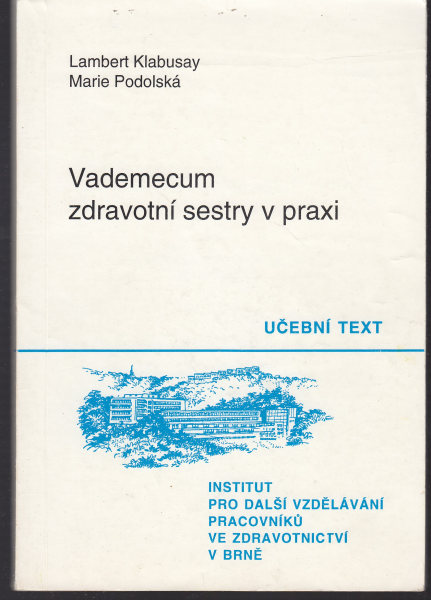 Lambert Klabusay
Marie Podolská
Vademecum
zdravotní sestry v praxi
UČEBNÍ TEXT
INSTITUT
PRO DALŠÍ VZDĚLÁVÁNÍ
PRACOVNÍKŮ
VE ZDRAVOTNICTVÍ
V BRNĚ